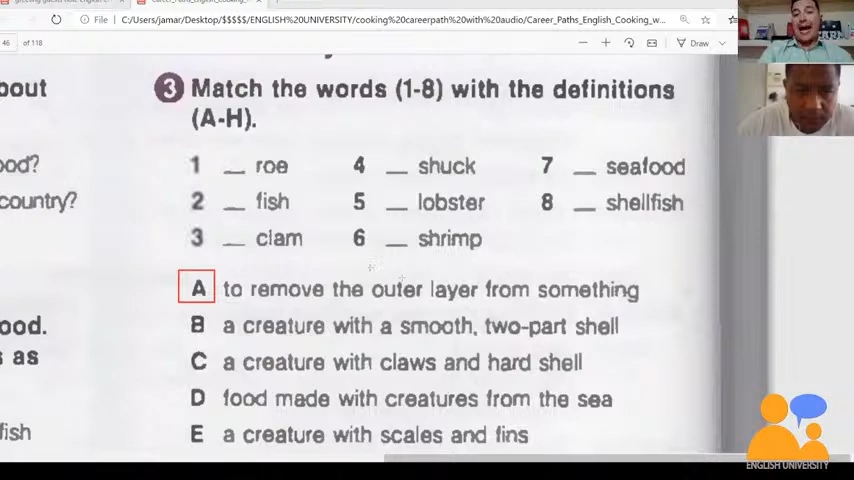 File
C:/Users/jamar/Desktop/$$$$$/ENGLISH%20UNIVERSITY/cooking%20careerpath%20with%20audio/Career_Paths_English_Cooking_w...
46 of 118
Draw
bout
ood?
country?
ood.
s as
fish
3 Match the words (1-8) with the definitions
(A-H).
1 __ roe 4 __ shuck 7 __ seafood
2 __ fish 5 __ lobster 8 __ shellfish
3 __ clam 6 __ shrimp
A to remove the outer layer from something
B a creature with a smooth, two-part shell
C a creature with claws and hard shell
D food made with creatures from the sea
E a creature with scales and fins
ENGLISH UNIVERSITY